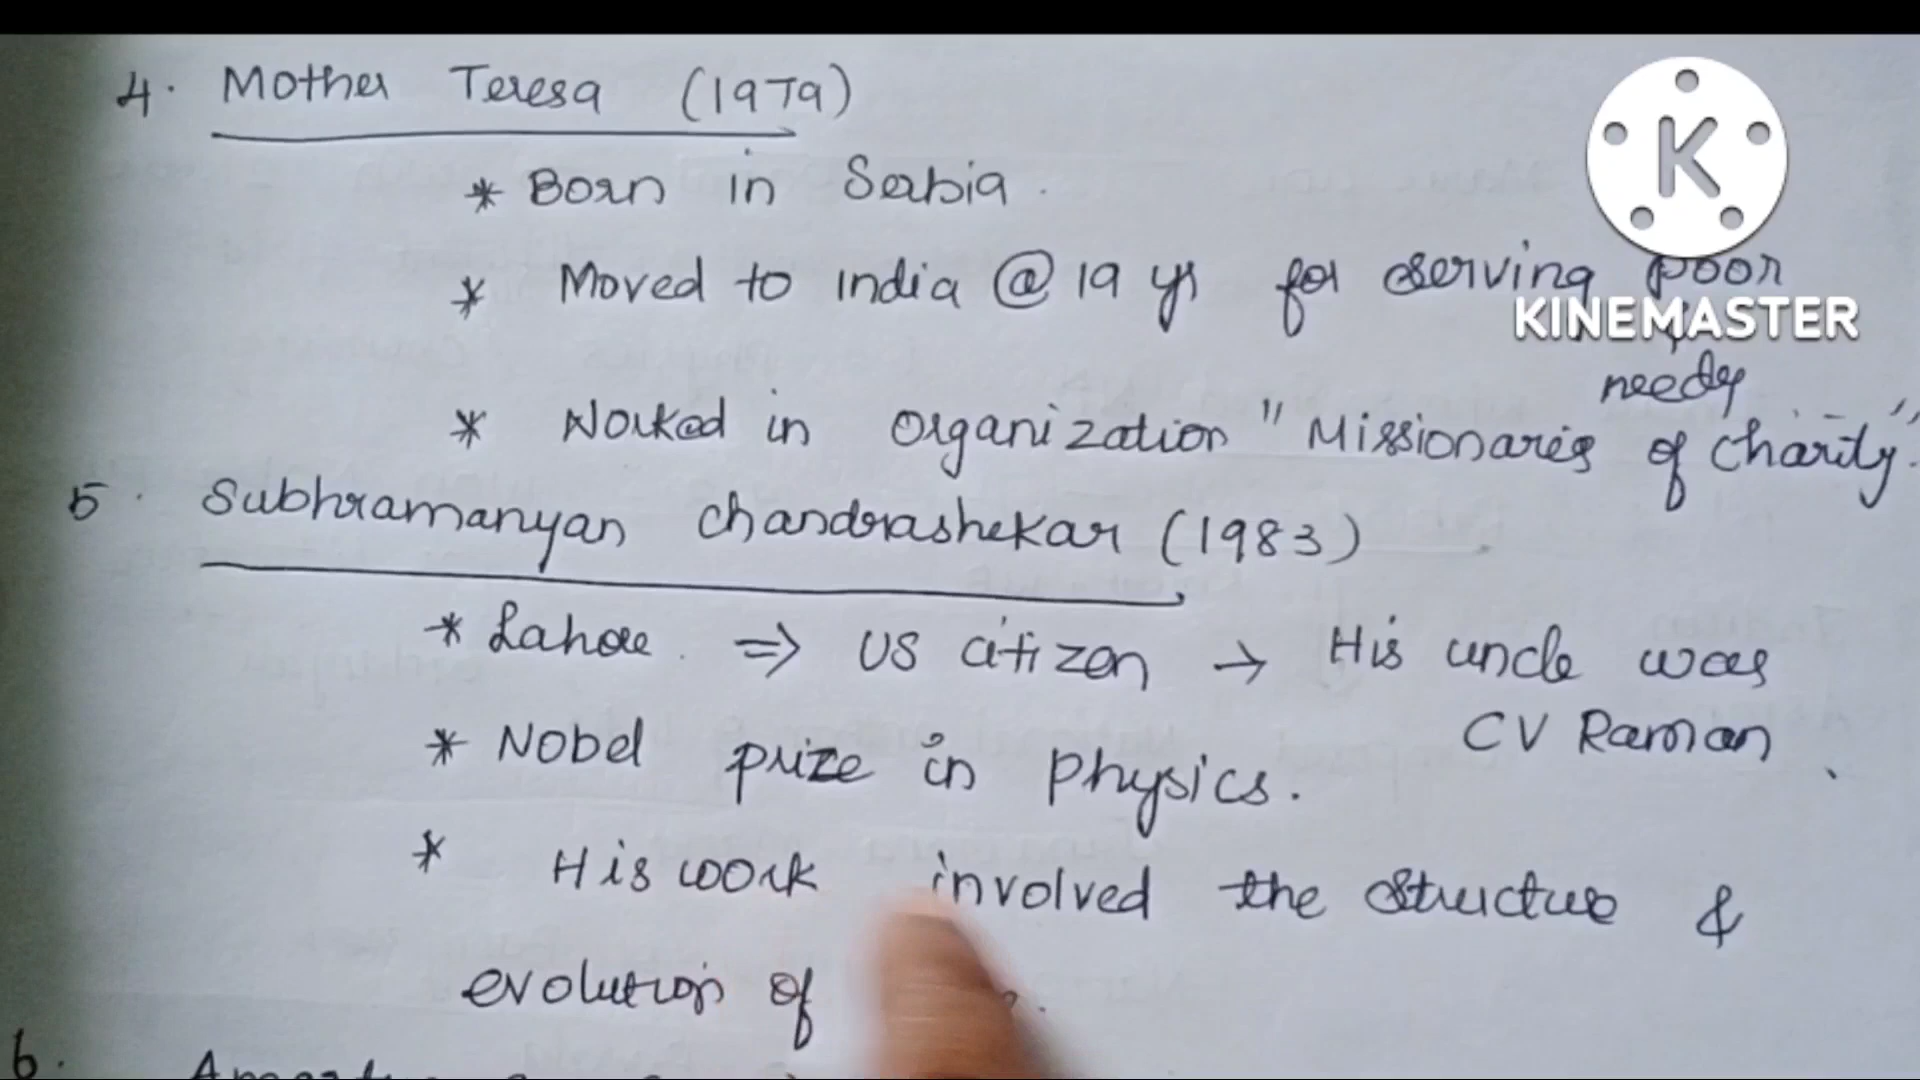 4. Mother Teresa (1979)
* Born in Serbia.
* Moved to India @ 19 yr for serving poor
needy
* Worked in Organization "Missionaries of Charity".
5. Subhramanyan Chandrashekar (1983)
* Lahore. ⇒ US citizen → His uncle was
CV Raman.
* Nobel prize in Physics.
* His work involved the structure &
evolution of
6.
K
KINEMASTER